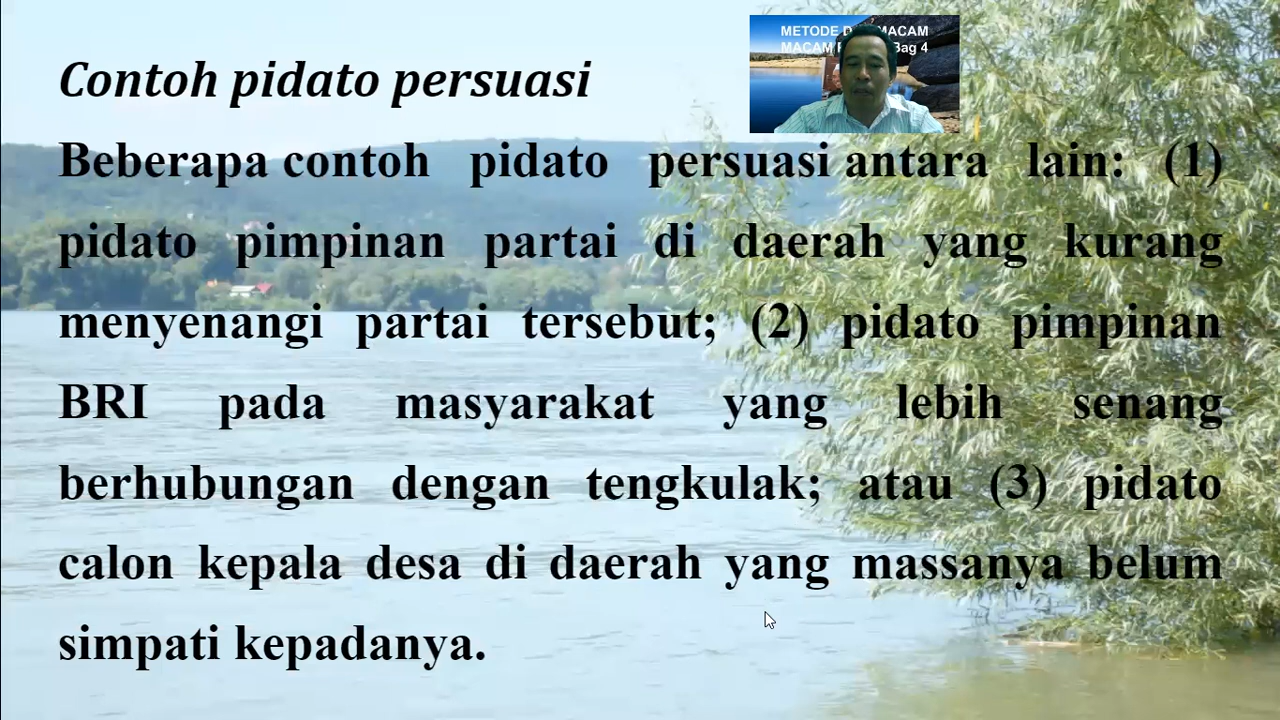 Contoh pidato persuasi
METODE D MACAM
MACAM Bag 4
Beberapa contoh pidato persuasi antara lain: (1)
pidato pimpinan partai di daerah yang kurang
menyenangi partai tersebut; (2) pidato pimpinan
BRI pada masyarakat yang lebih senang
berhubungan dengan tengkulak; atau (3) pidato
calon kepala desa di daerah yang massanya belum
simpati kepadanya.